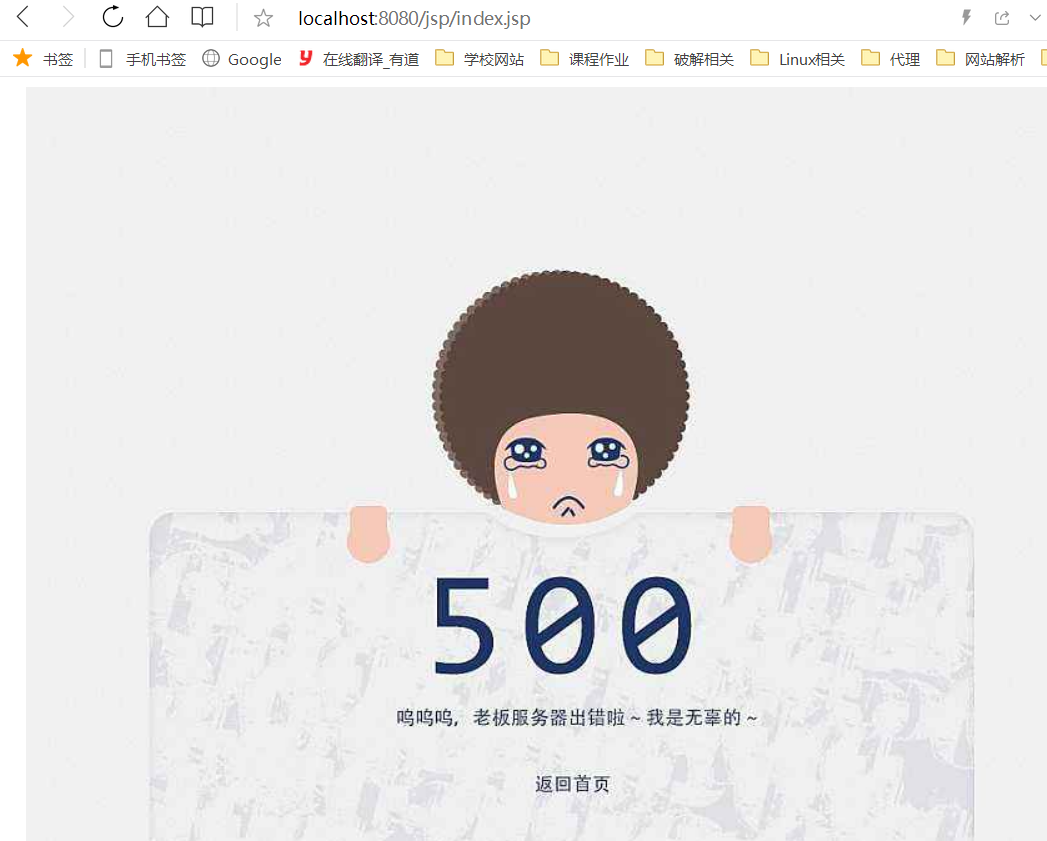 localhost:8080/jsp/index.jsp
书签 手机书签 Google 在线翻译_有道 学校网站 课程作业 破解相关 Linux相关 代理 网站解析
500
呜呜呜，老板服务器出错啦~我是无辜的~
返回首页